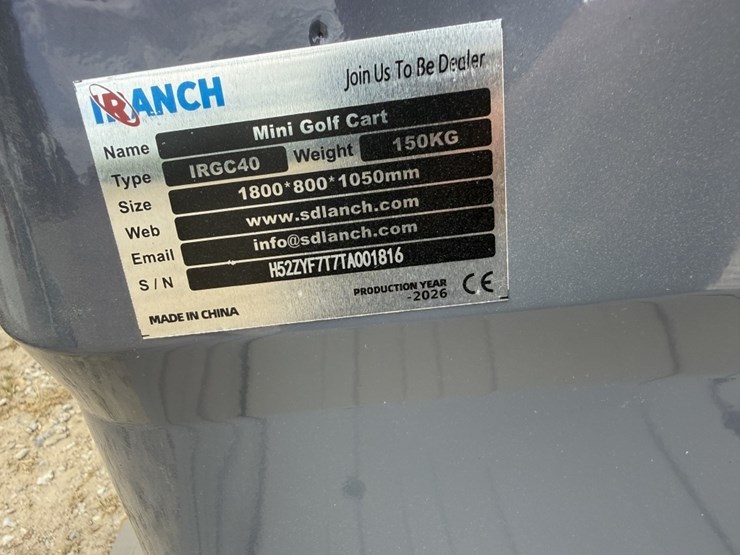 IRANCH
Join Us To Be Dealer
Name Mini Golf Cart
Type IRGC40 Weight 150KG
Size 1800*800*1050mm
Web www.sdlanch.com
Email info@sdlanch.com
S/N H52ZYF7T7TA001816
PRODUCTION YEAR
-2026
CE
MADE IN CHINA